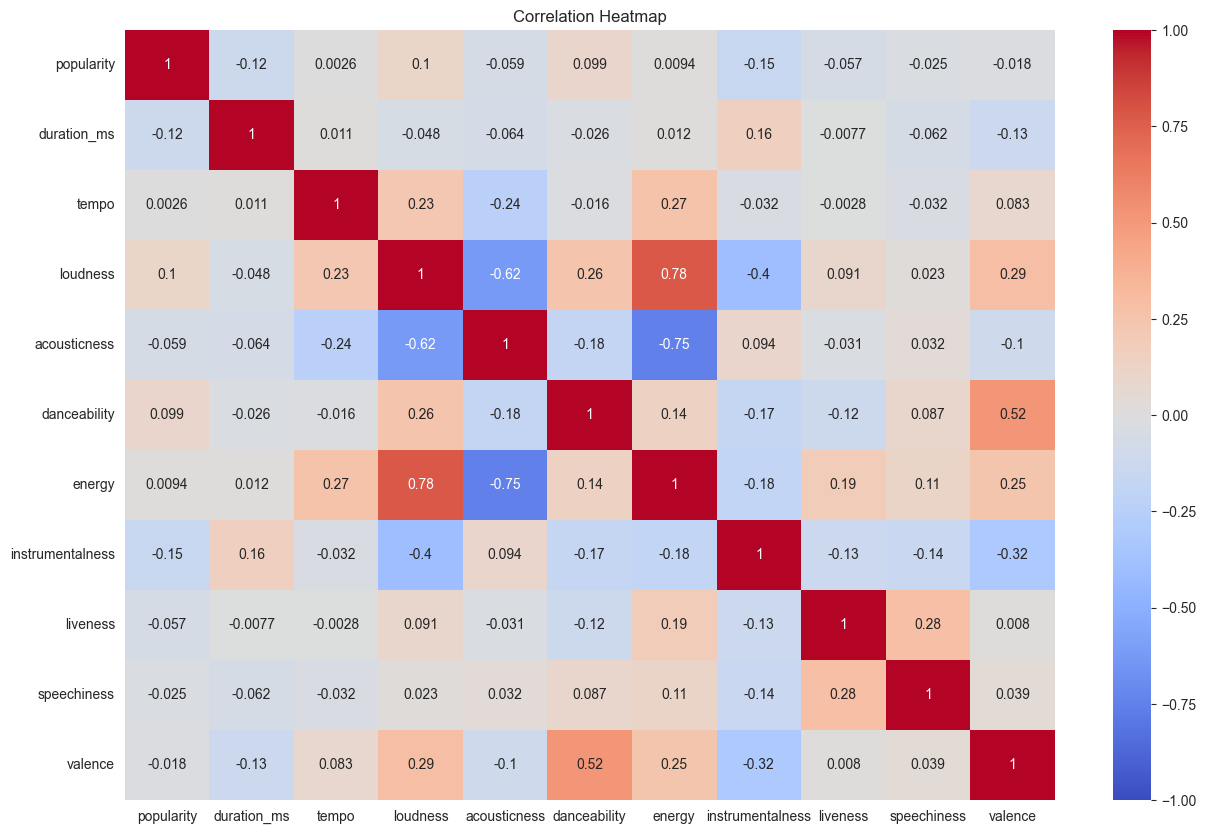 Correlation Heatmap
popularity 1 -0.12 0.0026 0.1 -0.059 0.099 0.0094 -0.15 -0.057 -0.025 -0.018
duration_ms -0.12 1 0.011 -0.048 -0.064 -0.026 0.012 0.16 -0.0077 -0.062 -0.13
tempo 0.0026 0.011 1 0.23 -0.24 -0.016 0.27 -0.032 -0.0028 -0.032 0.083
loudness 0.1 -0.048 0.23 1 -0.62 0.26 0.78 -0.4 0.091 0.023 0.29
acousticness -0.059 -0.064 -0.24 -0.62 1 -0.18 -0.75 0.094 -0.031 0.032 -0.1
danceability 0.099 -0.026 -0.016 0.26 -0.18 1 0.14 -0.17 -0.12 0.087 0.52
energy 0.0094 0.012 0.27 0.78 -0.75 0.14 1 -0.18 0.19 0.11 0.25
instrumentalness -0.15 0.16 -0.032 -0.4 0.094 -0.17 -0.18 1 -0.13 -0.14 -0.32
liveness -0.057 -0.0077 -0.0028 0.091 -0.031 -0.12 0.19 -0.13 1 0.28 0.008
speechiness -0.025 -0.062 -0.032 0.023 0.032 0.087 0.11 -0.14 0.28 1 0.039
valence -0.018 -0.13 0.083 0.29 -0.1 0.52 0.25 -0.32 0.008 0.039 1
popularity duration_ms tempo loudness acousticness danceability energy instrumentalness liveness speechiness valence
1.00
0.75
0.50
0.25
0.00
−0.25
−0.50
−0.75
−1.00